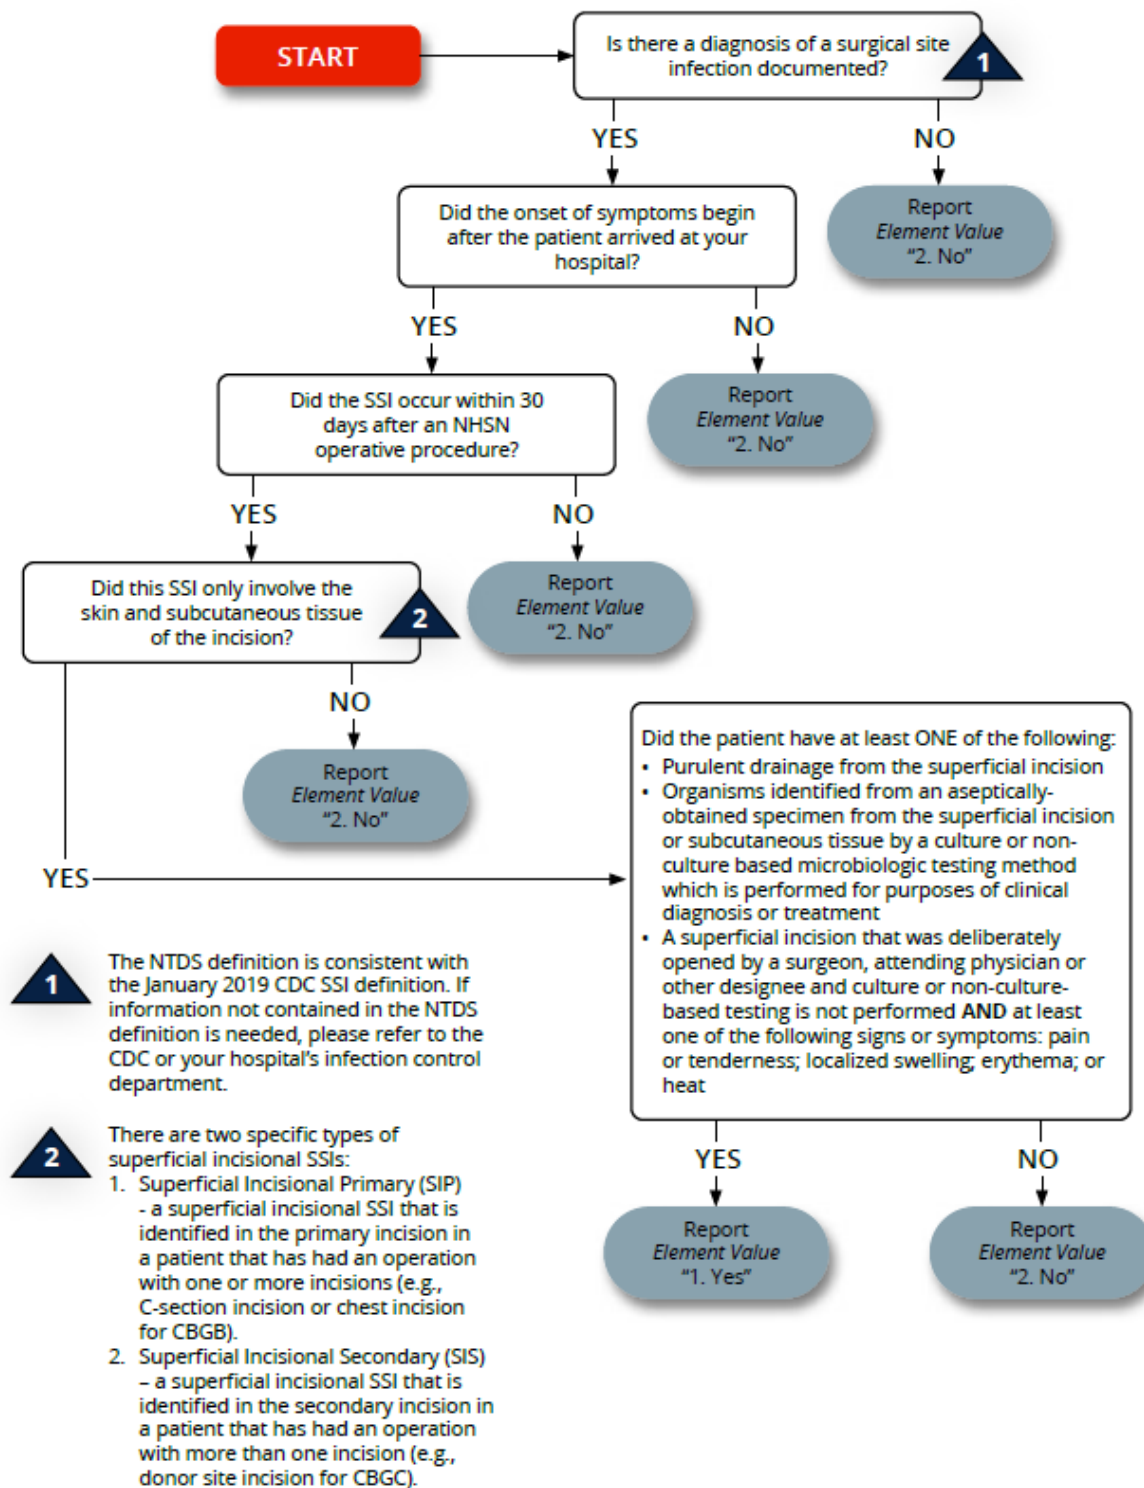 START
Is there a diagnosis of a surgical site
infection documented?
1
YES
NO
Did the onset of symptoms begin
after the patient arrived at your
hospital?
Report
Element Value
“2. No”
YES
NO
Did the SSI occur within 30
days after an NHSN
operative procedure?
Report
Element Value
“2. No”
YES
NO
Did this SSI only involve the
skin and subcutaneous tissue
of the incision?
2
Report
Element Value
“2. No”
NO
Report
Element Value
“2. No”
YES
Did the patient have at least ONE of the following:
• Purulent drainage from the superficial incision
• Organisms identified from an aseptically-
obtained specimen from the superficial incision
or subcutaneous tissue by a culture or non-
culture based microbiologic testing method
which is performed for purposes of clinical
diagnosis or treatment
• A superficial incision that was deliberately
opened by a surgeon, attending physician or
other designee and culture or non-culture-
based testing is not performed AND at least
one of the following signs or symptoms: pain
or tenderness; localized swelling; erythema; or
heat
YES
NO
Report
Element Value
“1. Yes”
Report
Element Value
“2. No”
1
The NTDS definition is consistent with
the January 2019 CDC SSI definition. If
information not contained in the NTDS
definition is needed, please refer to the
CDC or your hospital’s infection control
department.
2
There are two specific types of
superficial incisional SSIs:
1. Superficial Incisional Primary (SIP)
- a superficial incisional SSI that is
identified in the primary incision in
a patient that has had an operation
with one or more incisions (e.g.,
C-section incision or chest incision
for CBGB).
2. Superficial Incisional Secondary (SIS)
– a superficial incisional SSI that is
identified in the secondary incision in
a patient that has had an operation
with more than one incision (e.g.,
donor site incision for CBGC).